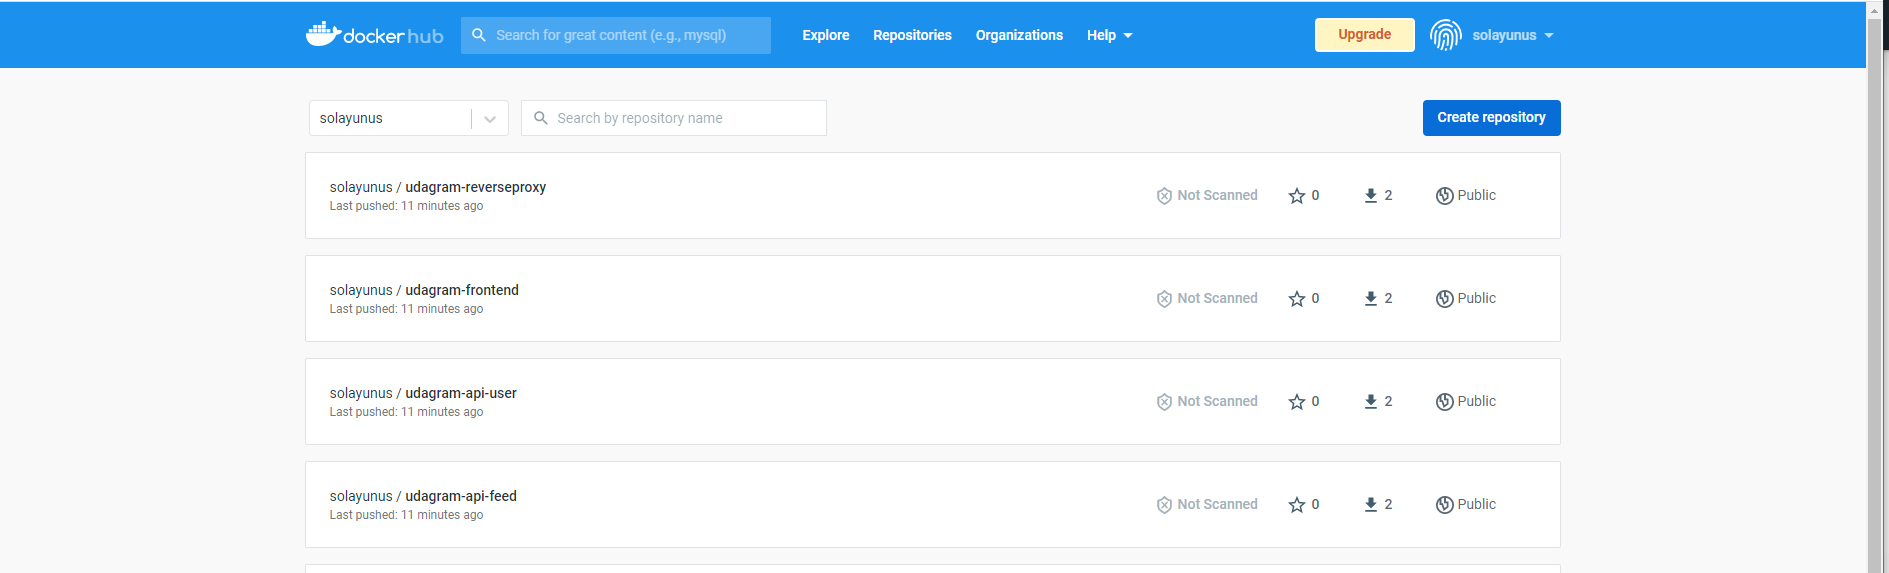 docker hub Search for great content (e.g., mysql) Explore Repositories Organizations Help Upgrade solayunus
solayunus Search by repository name Create repository
solayunus / udagram-reverseproxy
Last pushed: 11 minutes ago
Not Scanned 0 2 Public
solayunus / udagram-frontend
Last pushed: 11 minutes ago
Not Scanned 0 2 Public
solayunus / udagram-api-user
Last pushed: 11 minutes ago
Not Scanned 0 2 Public
solayunus / udagram-api-feed
Last pushed: 11 minutes ago
Not Scanned 0 2 Public